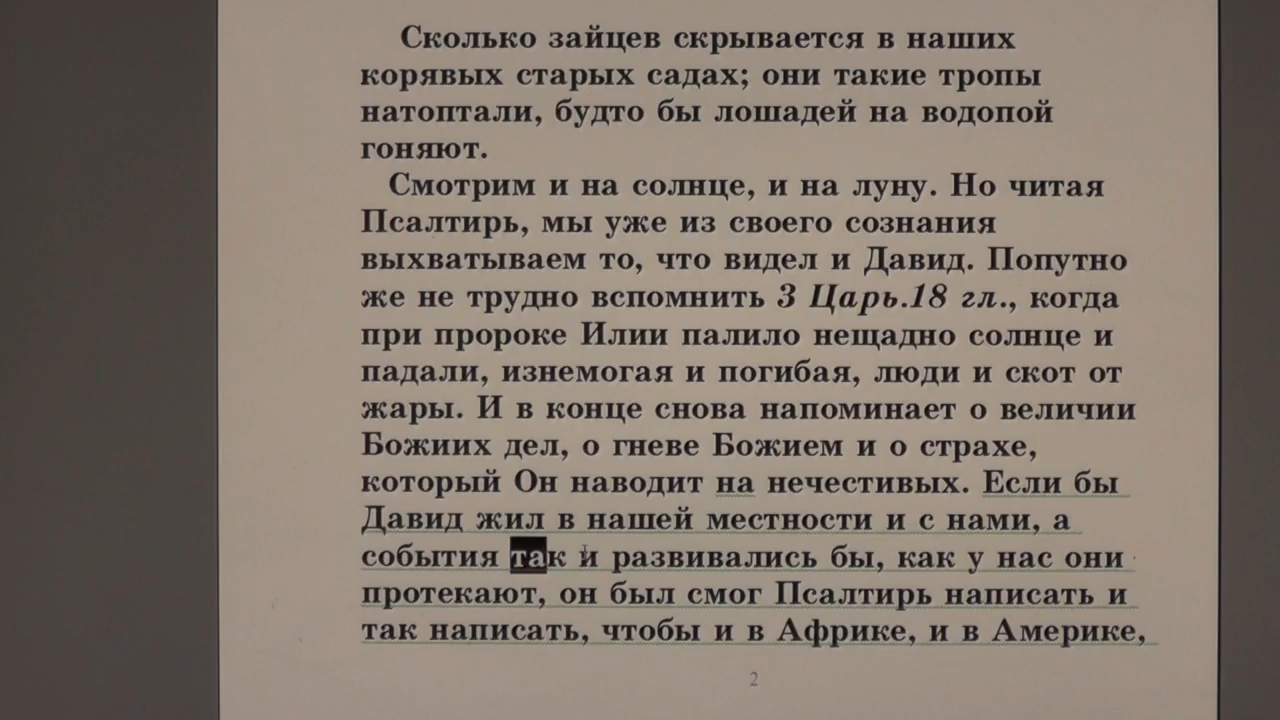 Сколько зайцев скрывается в наших
корявых старых садах; они такие тропы
натоптали, будто бы лошадей на водопой
гоняют.
Смотрим и на солнце, и на луну. Но читая
Псалтирь, мы уже из своего сознания
выхватываем то, что видел и Давид. Попутно
же не трудно вспомнить 3 Царь.18 гл., когда
при пророке Илии палило нещадно солнце и
падали, изнемогая и погибая, люди и скот от
жары. И в конце снова напоминает о величии
Божиих дел, о гневе Божием и о страхе,
который Он наводит на нечестивых. Если бы
Давид жил в нашей местности и с нами, а
события так и развивались бы, как у нас они
протекают, он был смог Псалтирь написать и
так написать, чтобы и в Африке, и в Америке,
2